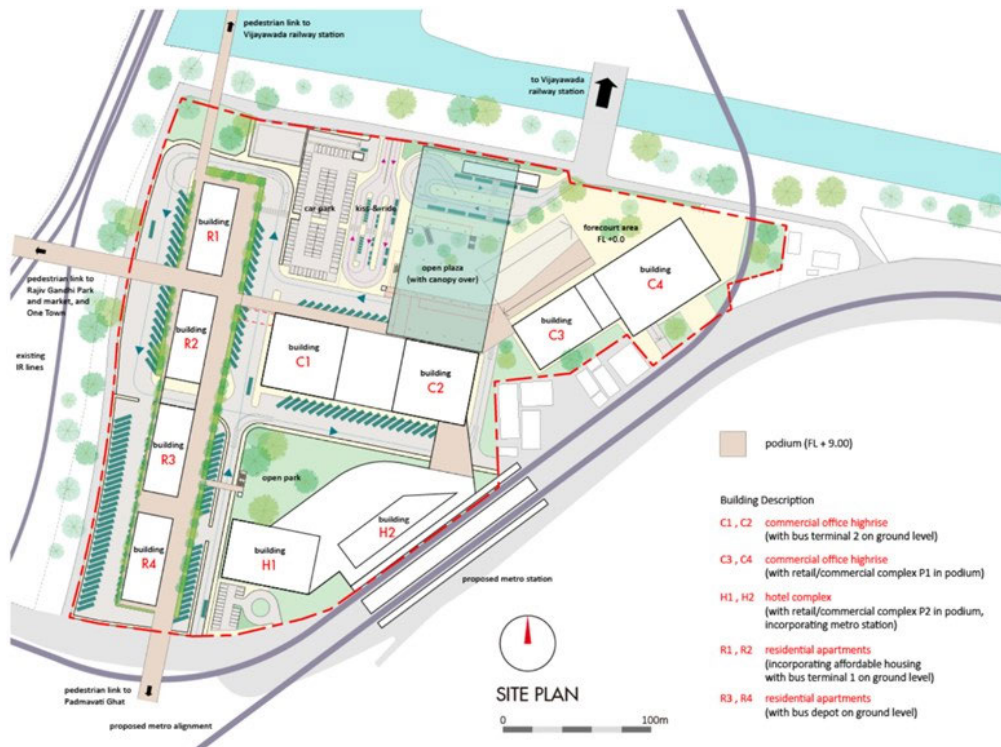 pedestrian link to
Vijayawada railway station
to Vijayawada
railway station
building
R1
car park
kiss-&-ride
open plaza
(with canopy over)
forecourt area
FL +0.0
building
C4
pedestrian link to
Rajiv Gandhi Park
and market, and
One Town
building
R2
existing
IR lines
building
C1
building
C2
building
C3
building
R3
open park
building
R4
building
H1
building
H2
proposed metro station
pedestrian link to
Padmavati Ghat
proposed metro alignment
SITE PLAN
0
100m
podium (FL + 9.00)
Building Description
C1 , C2 commercial office highrise
(with bus terminal 2 on ground level)
C3 , C4 commercial office highrise
(with retail/commercial complex P1 in podium)
H1 , H2 hotel complex
(with retail/commercial complex P2 in podium,
incorporating metro station)
R1 , R2 residential apartments
(incorporating affordable housing
with bus terminal 1 on ground level)
R3 , R4 residential apartments
(with bus depot on ground level)